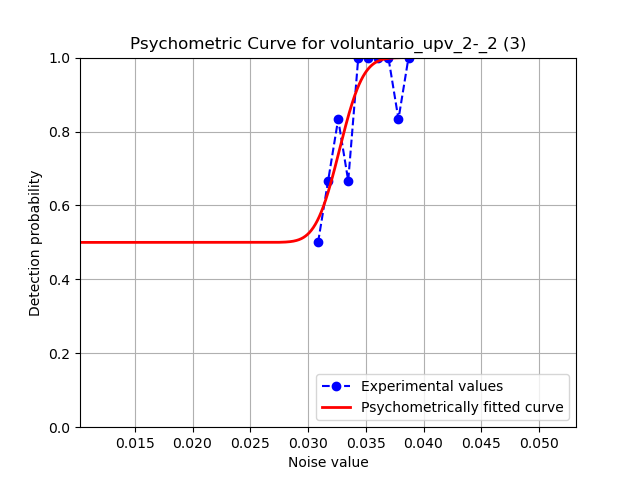 Psychometric Curve for voluntario_upv_2-_2 (3)
1.0
0.8
0.6
0.4
0.2
0.0
Detection probability
0.015 0.020 0.025 0.030 0.035 0.040 0.045 0.050
Noise value
Experimental values
Psychometrically fitted curve